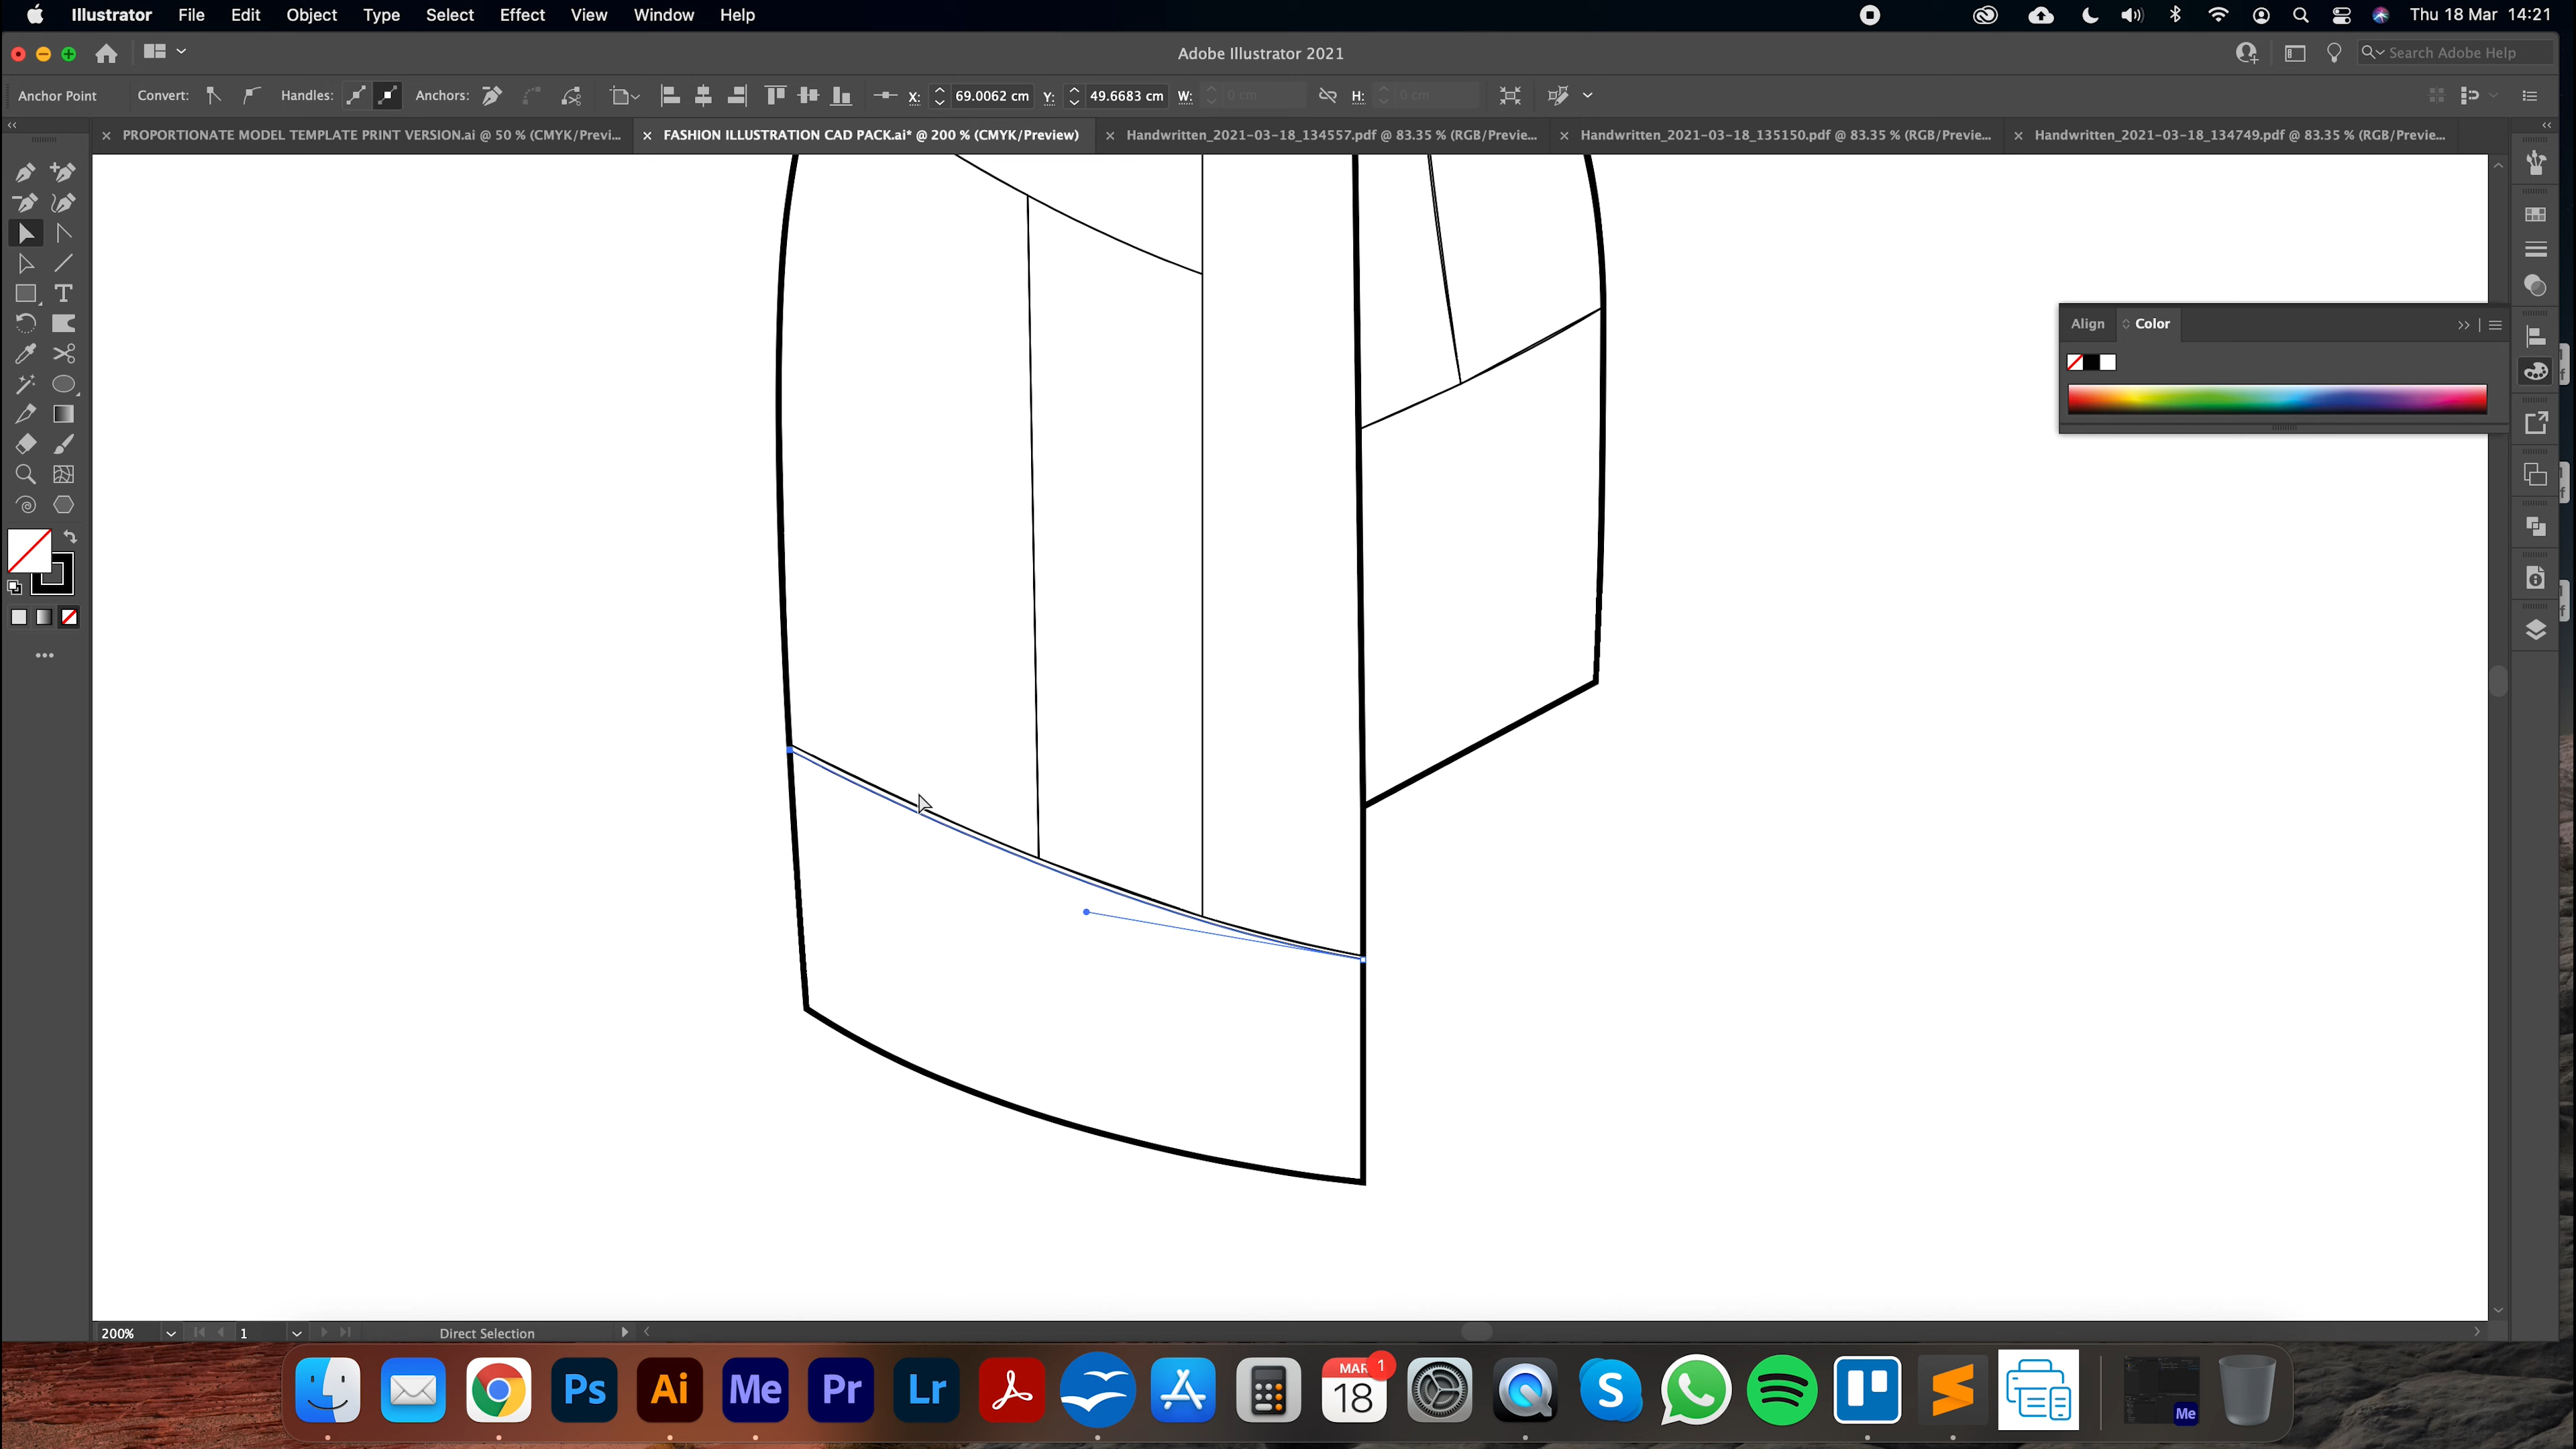 Illustrator File Edit Object Type Select Effect View Window Help Thu 18 Mar 14:21
Adobe Illustrator 2021 Search Adobe Help
Anchor Point Convert: Handles: Anchors: X: 69.0062 cm Y: 49.6683 cm W: 0 cm H: 0 cm
PROPORTIONATE MODEL TEMPLATE PRINT VERSION.ai @ 50 % (CMYK/Previ... FASHION ILLUSTRATION CAD PACK.ai* @ 200 % (CMYK/Preview) Handwritten_2021-03-18_134557.pdf @ 83.35 % (RGB/Previe... Handwritten_2021-03-18_135150.pdf @ 83.35 % (RGB/Previe... Handwritten_2021-03-18_134749.pdf @ 83.35 % (RGB/Previe...
Align Color
200% 1 Direct Selection
Ps Ai Me Pr Lr MAR 1 18 S Me